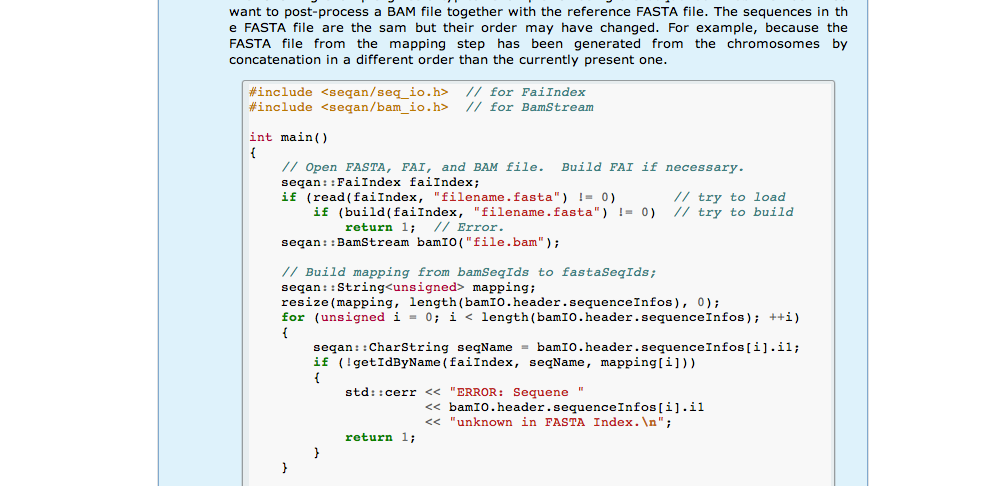 want to post-process a BAM file together with the reference FASTA file. The sequences in th
e FASTA file are the sam but their order may have changed. For example, because the
FASTA file from the mapping step has been generated from the chromosomes by
concatenation in a different order than the currently present one.
#include <seqan/seq_io.h>  // for FaiIndex
#include <seqan/bam_io.h>  // for BamStream
int main()
{
    // Open FASTA, FAI, and BAM file.  Build FAI if necessary.
    seqan::FaiIndex faiIndex;
    if (read(faiIndex, "filename.fasta") != 0)       // try to load
        if (build(faiIndex, "filename.fasta") != 0)  // try to build
            return 1;  // Error.
    seqan::BamStream bamIO("file.bam");
    // Build mapping from bamSeqIds to fastaSeqIds;
    seqan::String<unsigned> mapping;
    resize(mapping, length(bamIO.header.sequenceInfos), 0);
    for (unsigned i = 0; i < length(bamIO.header.sequenceInfos); ++i)
    {
        seqan::CharString seqName = bamIO.header.sequenceInfos[i].i1;
        if (!getIdByName(faiIndex, seqName, mapping[i]))
        {
            std::cerr << "ERROR: Sequene "
                      << bamIO.header.sequenceInfos[i].i1
                      << "unknown in FASTA Index.\n";
            return 1;
        }
    }